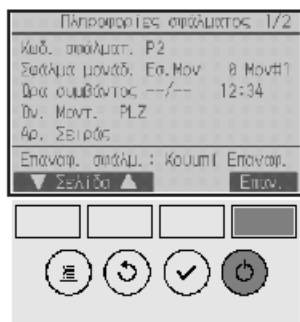 Πληροφορίες σφάλματος 1/2
Κωδ. σφάλματ. P2
Σφάλμα μονάδ. Εσ.Μον 0 Μον#1
Ώρα συμβάντος --/-- 12:34
Όν. Μοντ. PLZ
Αρ. Σειράς
Επαναφ. σφάλμ.: Κουμπί Επαναφ.
▼ Σελίδα ▲ Επαν.